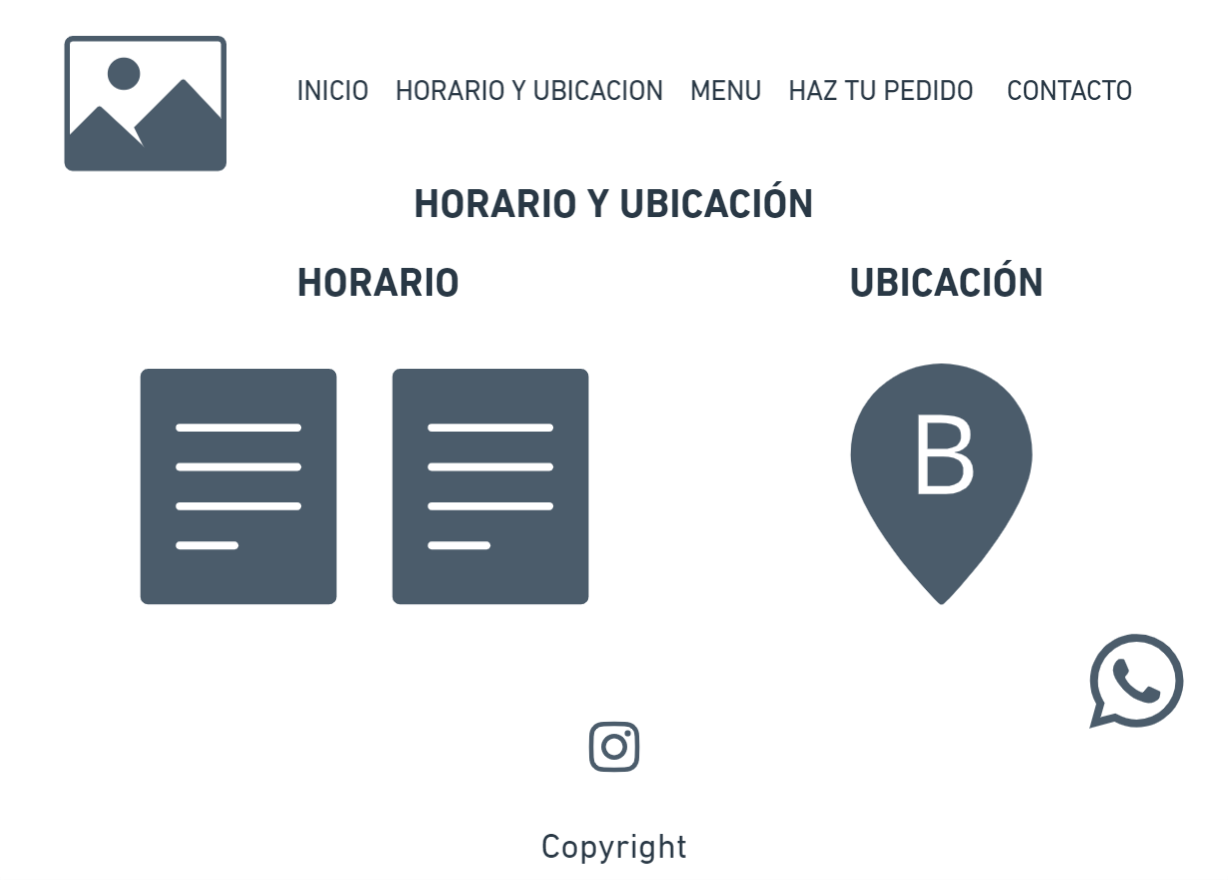 INICIO HORARIO Y UBICACION MENU HAZ TU PEDIDO CONTACTO
HORARIO Y UBICACIÓN
HORARIO UBICACIÓN
B
Copyright